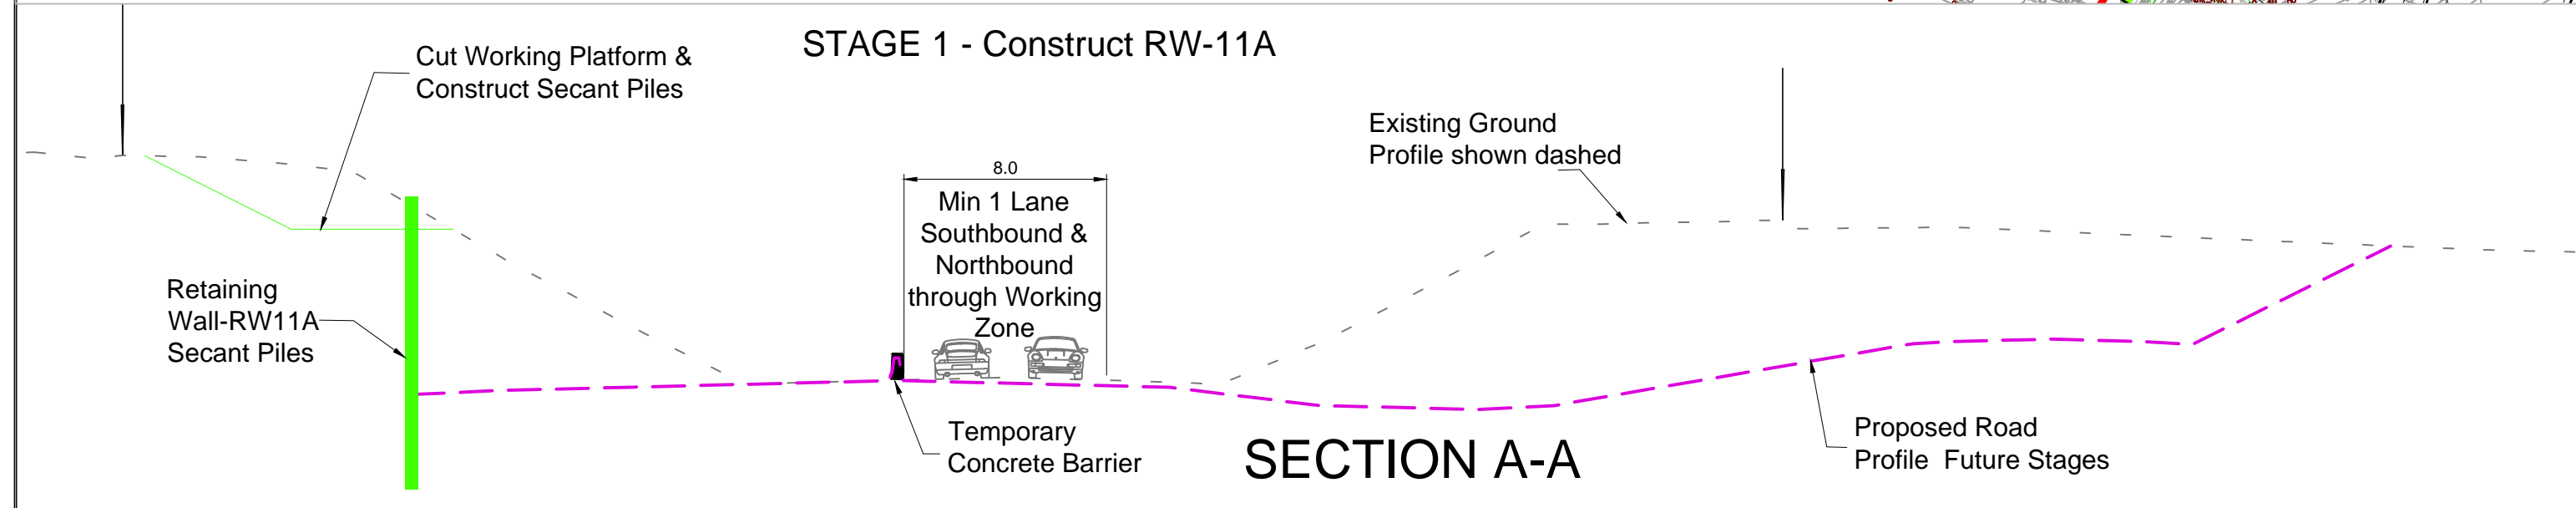 STAGE 1 - Construct RW-11A
Cut Working Platform &
Construct Secant Piles
Existing Ground
Profile shown dashed
8.0
Min 1 Lane
Southbound &
Northbound
through Working
Zone
Retaining
Wall-RW11A
Secant Piles
Temporary
Concrete Barrier
SECTION A-A
Proposed Road
Profile Future Stages